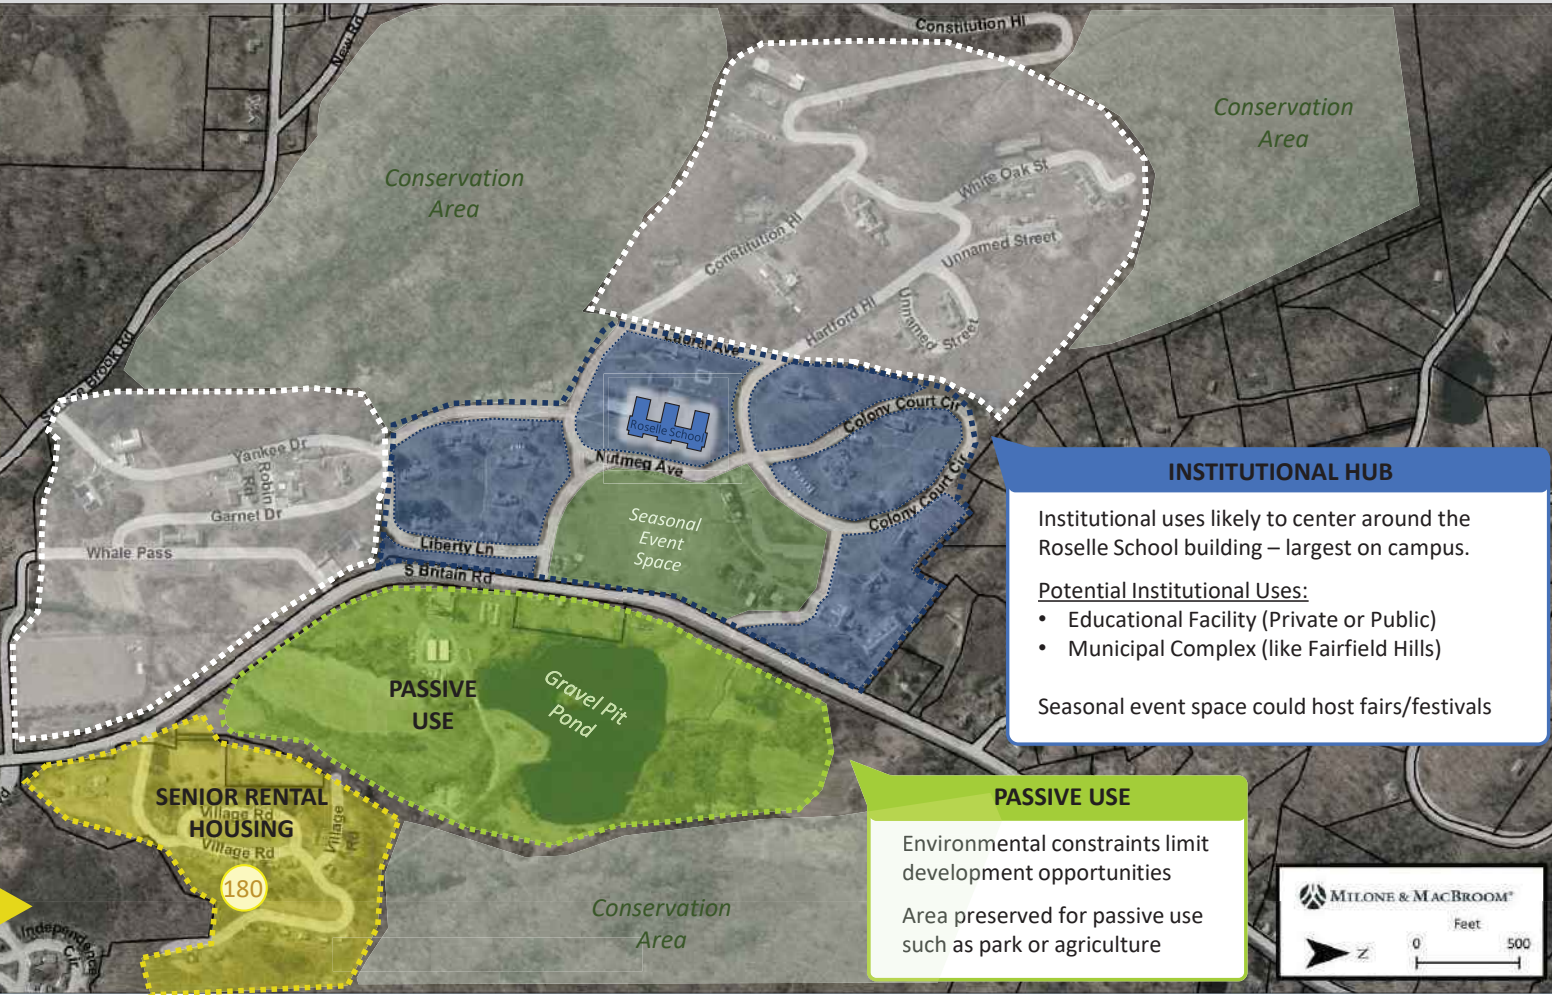 Constitution Hl
New Rd
Conservation
Area
Conservation
Area
White Oak St
Constitution Hl
Unnamed Street
Unnamed Street
Hartford Hl
Laurel Ave
Brook Rd
Colony Court Cir
Roselle School
Nutmeg Ave
Yankee Dr
Robin
Rd
Garnet Dr
Colony Court Cir
Whale Pass
Liberty Ln
S Britain Rd
Seasonal
Event
Space
INSTITUTIONAL HUB
Institutional uses likely to center around the
Roselle School building – largest on campus.
Potential Institutional Uses:
• Educational Facility (Private or Public)
• Municipal Complex (like Fairfield Hills)
Seasonal event space could host fairs/festivals
PASSIVE
USE
Gravel Pit
Pond
SENIOR RENTAL
HOUSING
Village Rd
Village Rd
Village
Rd
180
PASSIVE USE
Environmental constraints limit
development opportunities
Area preserved for passive use
such as park or agriculture
Conservation
Area
Independence
Cir
MILONE & MACBROOM®
Feet
0 500
N